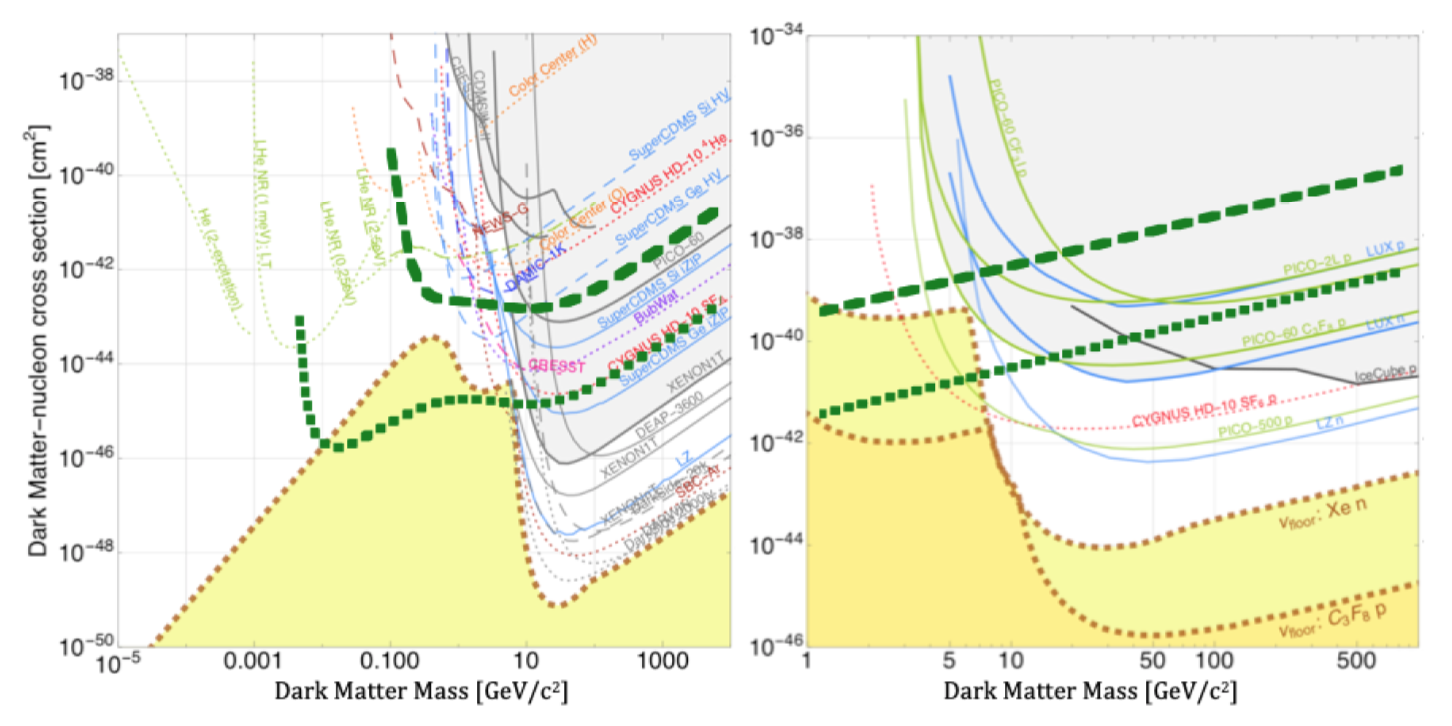 10⁻³⁸
10⁻⁴⁰
10⁻⁴²
10⁻⁴⁴
10⁻⁴⁶
10⁻⁴⁸
10⁻⁵⁰
Dark Matter−nucleon cross section [cm²]
He (2-excitation)
LHe NR (1 meV) LT
LHe NR (0.25eV)
LHe NR (2-5eV)
Color Center (H)
Color Center (O)
NEWS-G
DAMIC-1K
SuperCDMS Si HV
CYGNUS HD-10 ⁴He
SuperCDMS Ge HV
PICO-60
SuperCDMS Si iZIP
BubWat
CRESST
CYGNUS HD-10 SF₆
SuperCDMS Ge iZIP
XENON1T
DEAP-3600
XENON1T
LZ
SBC-Ar
10⁻⁵
0.001
0.100
10
1000
Dark Matter Mass [GeV/c²]
10⁻³⁴
10⁻³⁶
10⁻³⁸
10⁻⁴⁰
10⁻⁴²
10⁻⁴⁴
10⁻⁴⁶
PICO-60 CF₃I p
PICO-2L p
LUX p
PICO-60 C₃F₈ p
LUX n
IceCube p
CYGNUS HD-10 SF₆ p
PICO-500 p
LZ n
νfloor: Xe n
νfloor: C₃F₈ p
1
5
10
50
100
500
Dark Matter Mass [GeV/c²]